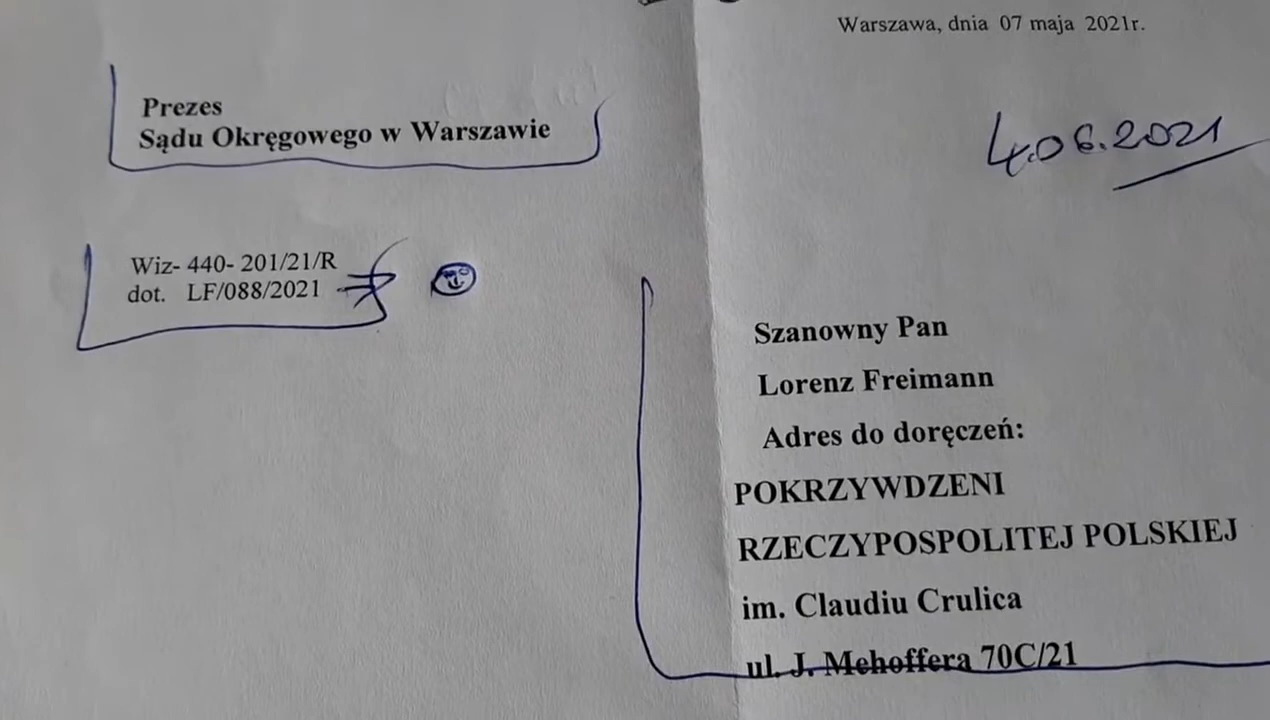 Warszawa, dnia 07 maja 2021r.
Prezes
Sądu Okręgowego w Warszawie
4.06.2021
Wiz- 440- 201/21/R
dot. LF/088/2021
Szanowny Pan
Lorenz Freimann
Adres do doręczeń:
POKRZYWDZENI
RZECZYPOSPOLITEJ POLSKIEJ
im. Claudiu Crulica
ul. J. Mehoffera 70C/21